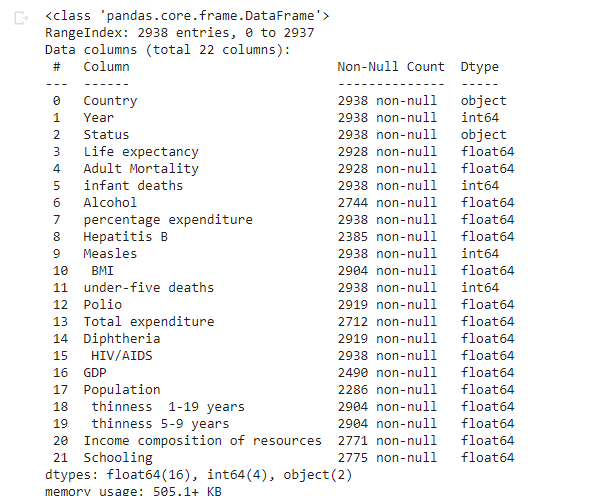 <class 'pandas.core.frame.DataFrame'>
RangeIndex: 2938 entries, 0 to 2937
Data columns (total 22 columns):
 #   Column                           Non-Null Count  Dtype
---  ------                           --------------  -----
 0   Country                          2938 non-null   object
 1   Year                             2938 non-null   int64
 2   Status                           2938 non-null   object
 3   Life expectancy                  2928 non-null   float64
 4   Adult Mortality                  2928 non-null   float64
 5   infant deaths                    2938 non-null   int64
 6   Alcohol                          2744 non-null   float64
 7   percentage expenditure           2938 non-null   float64
 8   Hepatitis B                      2385 non-null   float64
 9   Measles                          2938 non-null   int64
 10   BMI                             2904 non-null   float64
 11  under-five deaths                2938 non-null   int64
 12  Polio                            2919 non-null   float64
 13  Total expenditure                2712 non-null   float64
 14  Diphtheria                       2919 non-null   float64
 15   HIV/AIDS                        2938 non-null   float64
 16  GDP                              2490 non-null   float64
 17  Population                       2286 non-null   float64
 18   thinness  1-19 years            2904 non-null   float64
 19   thinness 5-9 years              2904 non-null   float64
 20  Income composition of resources  2771 non-null   float64
 21  Schooling                        2775 non-null   float64
dtypes: float64(16), int64(4), object(2)
memory usage: 505.1+ KB